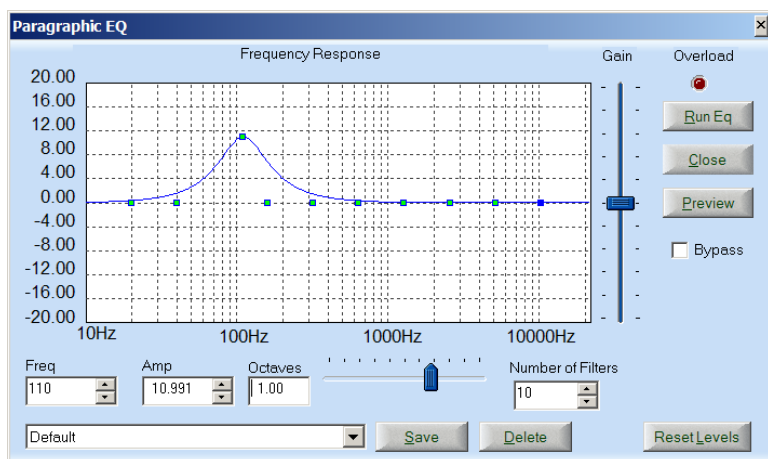 Paragraphic EQ
Frequency Response
Gain
Overload
20.00
16.00
12.00
8.00
4.00
0.00
-4.00
-8.00
-12.00
-16.00
-20.00
10Hz 100Hz 1000Hz 10000Hz
Run Eq
Close
Preview
Bypass
Freq
110
Amp
10.991
Octaves
1.00
Number of Filters
10
Default
Save
Delete
Reset Levels